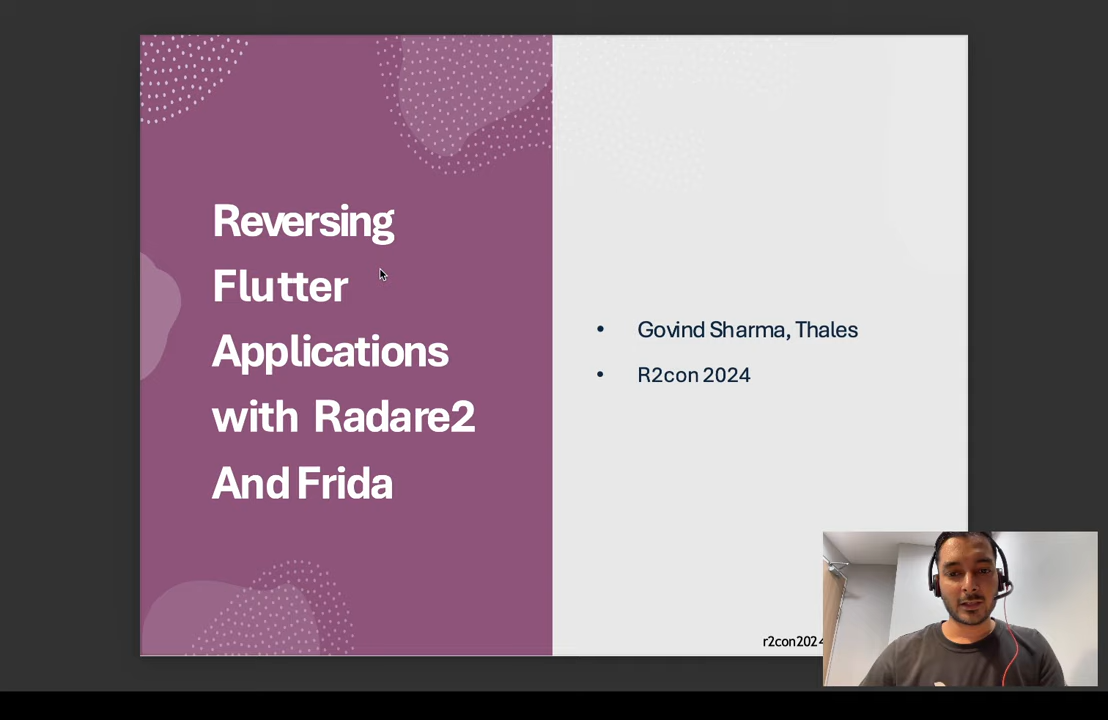 Reversing
Flutter
Applications
with Radare2
And Frida
• Govind Sharma, Thales
• R2con 2024
r2con2024